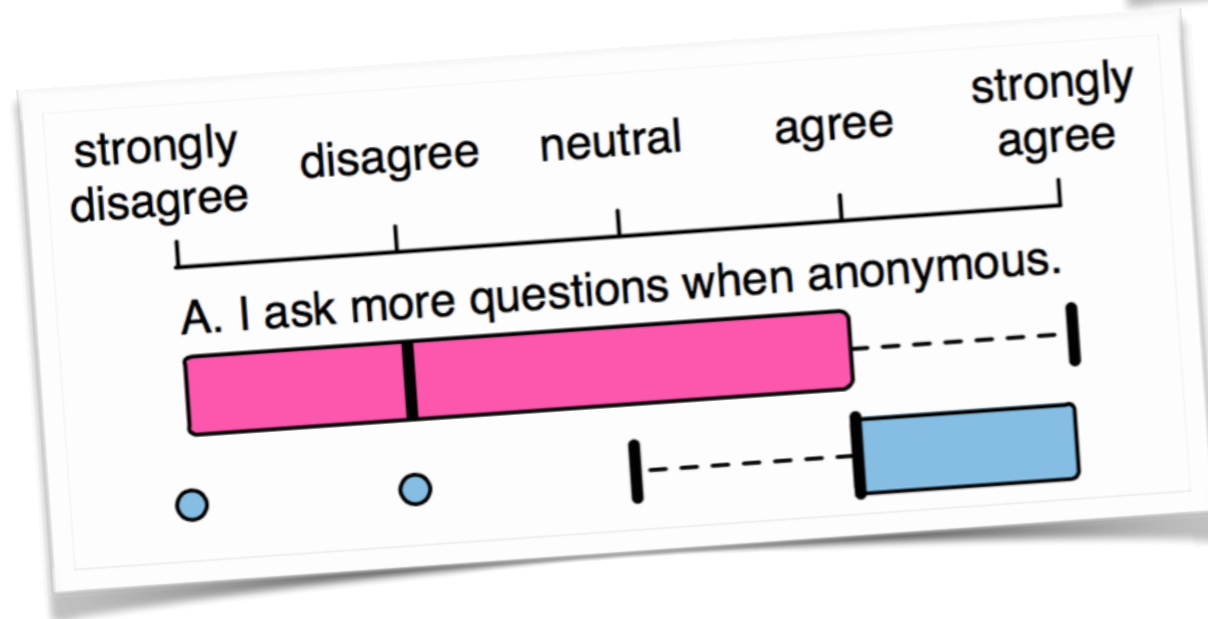 strongly disagree
disagree
neutral
agree
strongly agree
A. I ask more questions when anonymous.